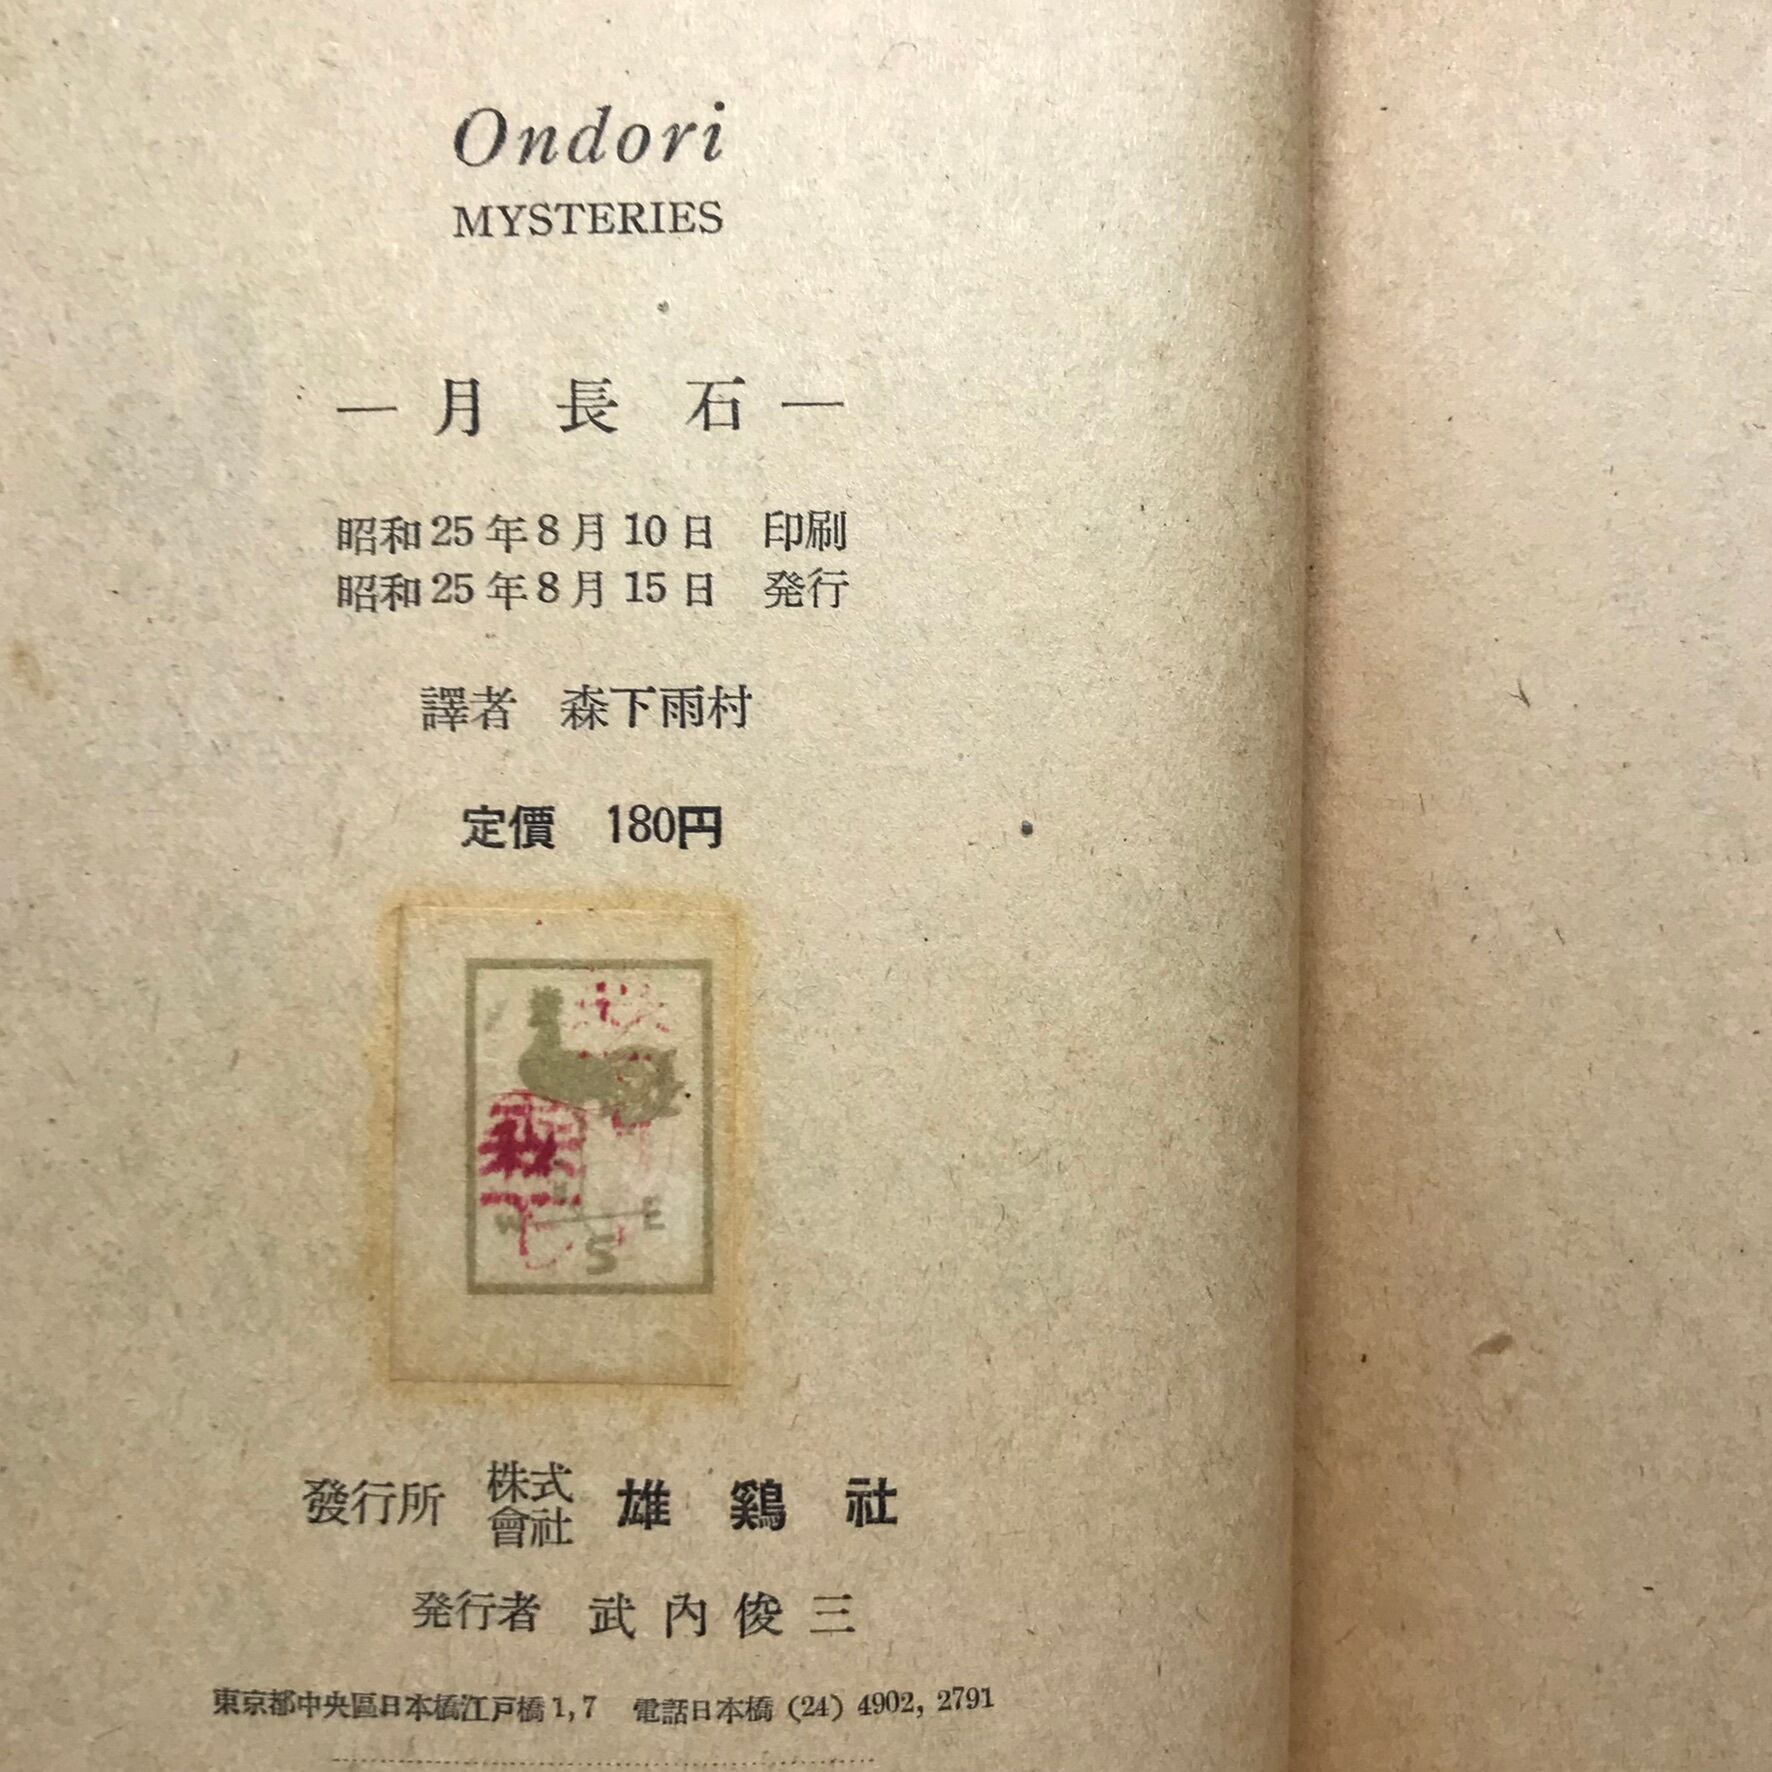 Ondori
MYSTERIES
— 月長石 —
昭和25年8月10日 印刷
昭和25年8月15日 発行
譯者 森下雨村
定價 180円
W E
S
發行所 株式會社 雄鷄社
発行者 武内俊三
東京都中央區日本橋江戸橋1,7 電話日本橋 (24) 4902, 2791